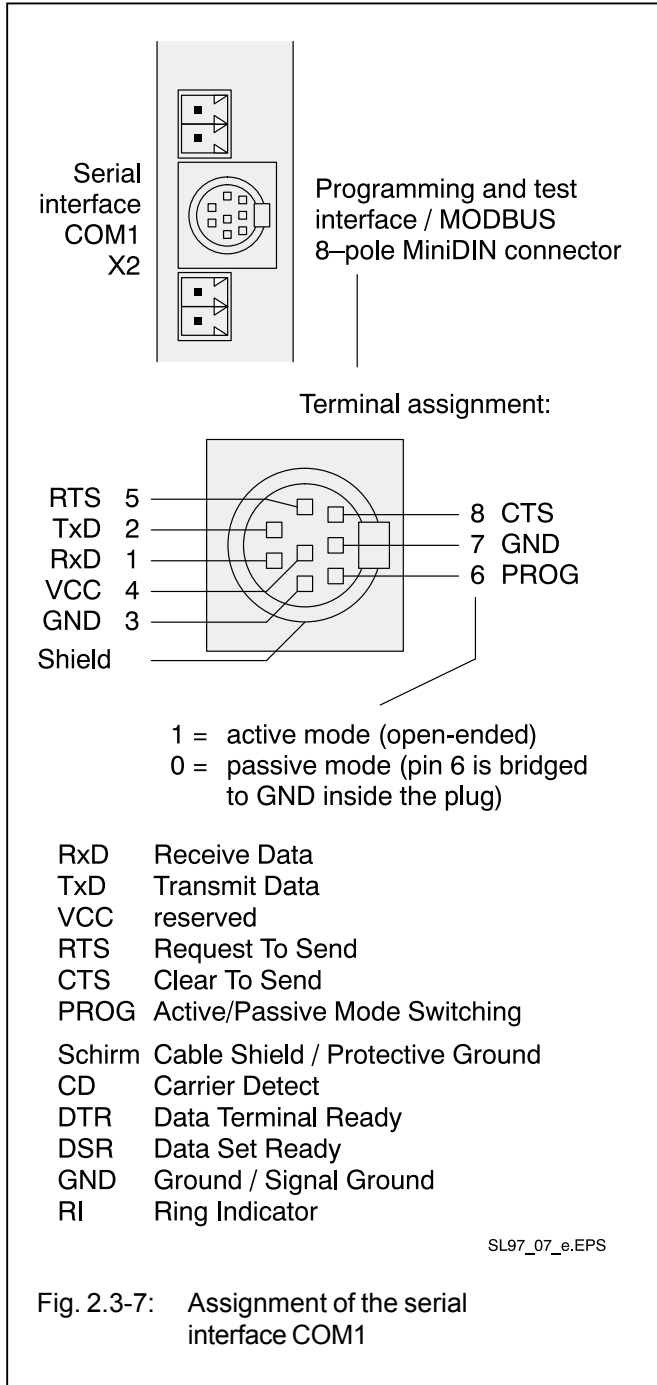 Serial
interface
COM1
X2
Programming and test
interface / MODBUS
8–pole MiniDIN connector
Terminal assignment:
RTS 5
TxD 2
RxD 1
VCC 4
GND 3
Shield
8 CTS
7 GND
6 PROG
1 = active mode (open-ended)
0 = passive mode (pin 6 is bridged
to GND inside the plug)
RxD Receive Data
TxD Transmit Data
VCC reserved
RTS Request To Send
CTS Clear To Send
PROG Active/Passive Mode Switching
Schirm Cable Shield / Protective Ground
CD Carrier Detect
DTR Data Terminal Ready
DSR Data Set Ready
GND Ground / Signal Ground
RI Ring Indicator
SL97_07_e.EPS
Fig. 2.3-7: Assignment of the serial
interface COM1